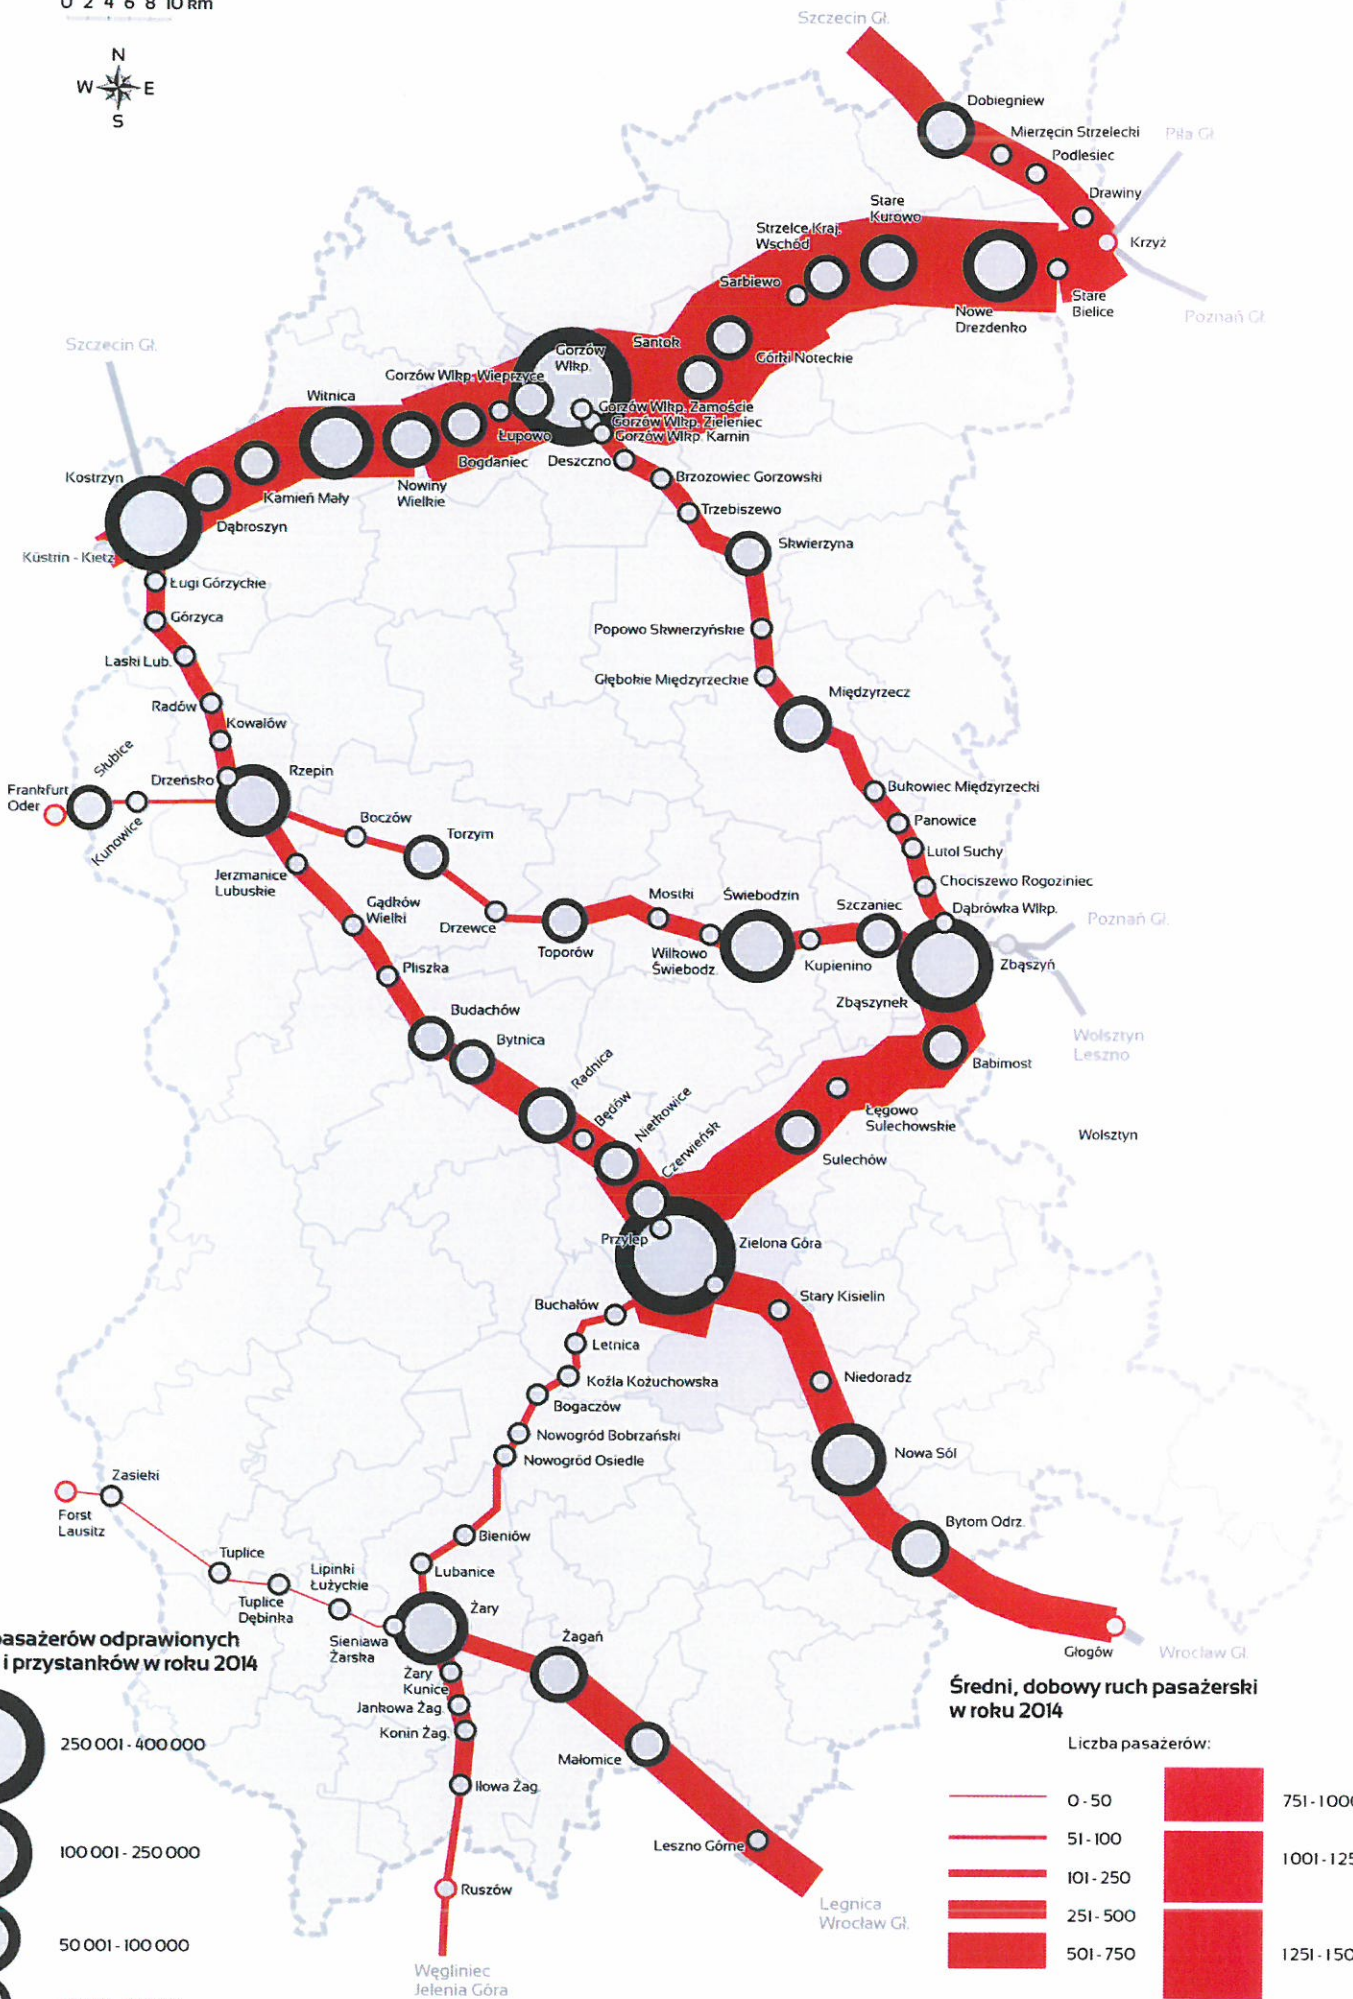 0 2 4 6 8 10 km
N
W E
S
Szczecin Gł.
Dobiegniew
Mierzęcin Strzelecki
Piła Gł
Podlesiec
Drawiny
Stare
Kurowo
Strzelce Kraj.
Wschód
Krzyż
Sarbiewo
Stare
Bielice
Nowe
Drezdenko
Poznań Gł
Szczecin Gł.
Santok
Górki Noteckie
Gorzów
Wlkp.
Gorzów Wlkp. Wieprzyce
Witnica
Gorzów Wlkp. Zamoście
Gorzów Wlkp. Zieleniec
Gorzów Wlkp. Karnin
Łupowo
Bogdaniec
Deszczno
Kostrzyn
Kamień Mały
Nowiny
Wielkie
Brzozowiec Gorzowski
Trzebiszewo
Dąbroszyn
Skwierzyna
Küstrin - Kietz
Ługi Górzyckie
Górzyca
Popowo Skwierzyńskie
Laski Lub.
Głębokie Międzyrzeckie
Radów
Międzyrzecz
Kowalów
Słubice
Drzeńsko
Rzepin
Frankfurt
Oder
Bukowiec Międzyrzecki
Kunowice
Boczów
Panowice
Torzym
Lutol Suchy
Jerzmanice
Lubuskie
Chociszewo Rogoziniec
Gądków
Wielki
Mostki
Świebodzin
Szczaniec
Dąbrówka Wlkp.
Poznań Gł.
Drzewce
Toporów
Wilkowo
Świebodz.
Kupienino
Zbąszyń
Pliszka
Zbąszynek
Budachów
Bytnica
Wolsztyn
Leszno
Babimost
Radnica
Będów
Nietkowice
Łęgowo
Sulechowskie
Czerwieńsk
Wolsztyn
Sulechów
Przylep
Zielona Góra
Buchałów
Stary Kisielin
Letnica
Koźla Kożuchowska
Niedoradz
Bogaczów
Nowogród Bobrzański
Nowogród Osiedle
Nowa Sól
Zasieki
Forst
Lausitz
Bytom Odrz.
Bieniów
Tuplice
Lubanice
Lipinki
Łużyckie
Tuplice
Dębinka
Żary
Sieniawa
Żarska
Żagań
Głogów
Wrocław Gł.
pasażerów odprawionych
i przystanków w roku 2014
Żary
Kunice
Jankowa Żag.
Konin Żag.
Małomice
Iłowa Żag.
Leszno Górne
Ruszów
Legnica
Wrocław Gł.
Węgliniec
Jelenia Góra
250 001 - 400 000
100 001 - 250 000
50 001 - 100 000
Średni, dobowy ruch pasażerski
w roku 2014
Liczba pasażerów:
0 - 50
51 - 100
101 - 250
251 - 500
501 - 750
751 - 100
1001 - 125
1251 - 150